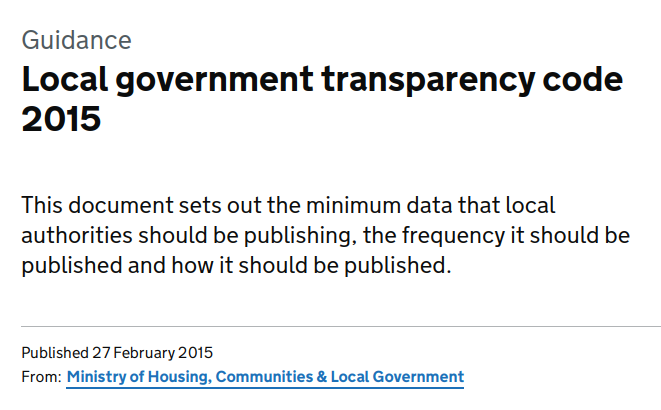 Guidance
Local government transparency code
2015
This document sets out the minimum data that local
authorities should be publishing, the frequency it should be
published and how it should be published.
Published 27 February 2015
From: Ministry of Housing, Communities & Local Government